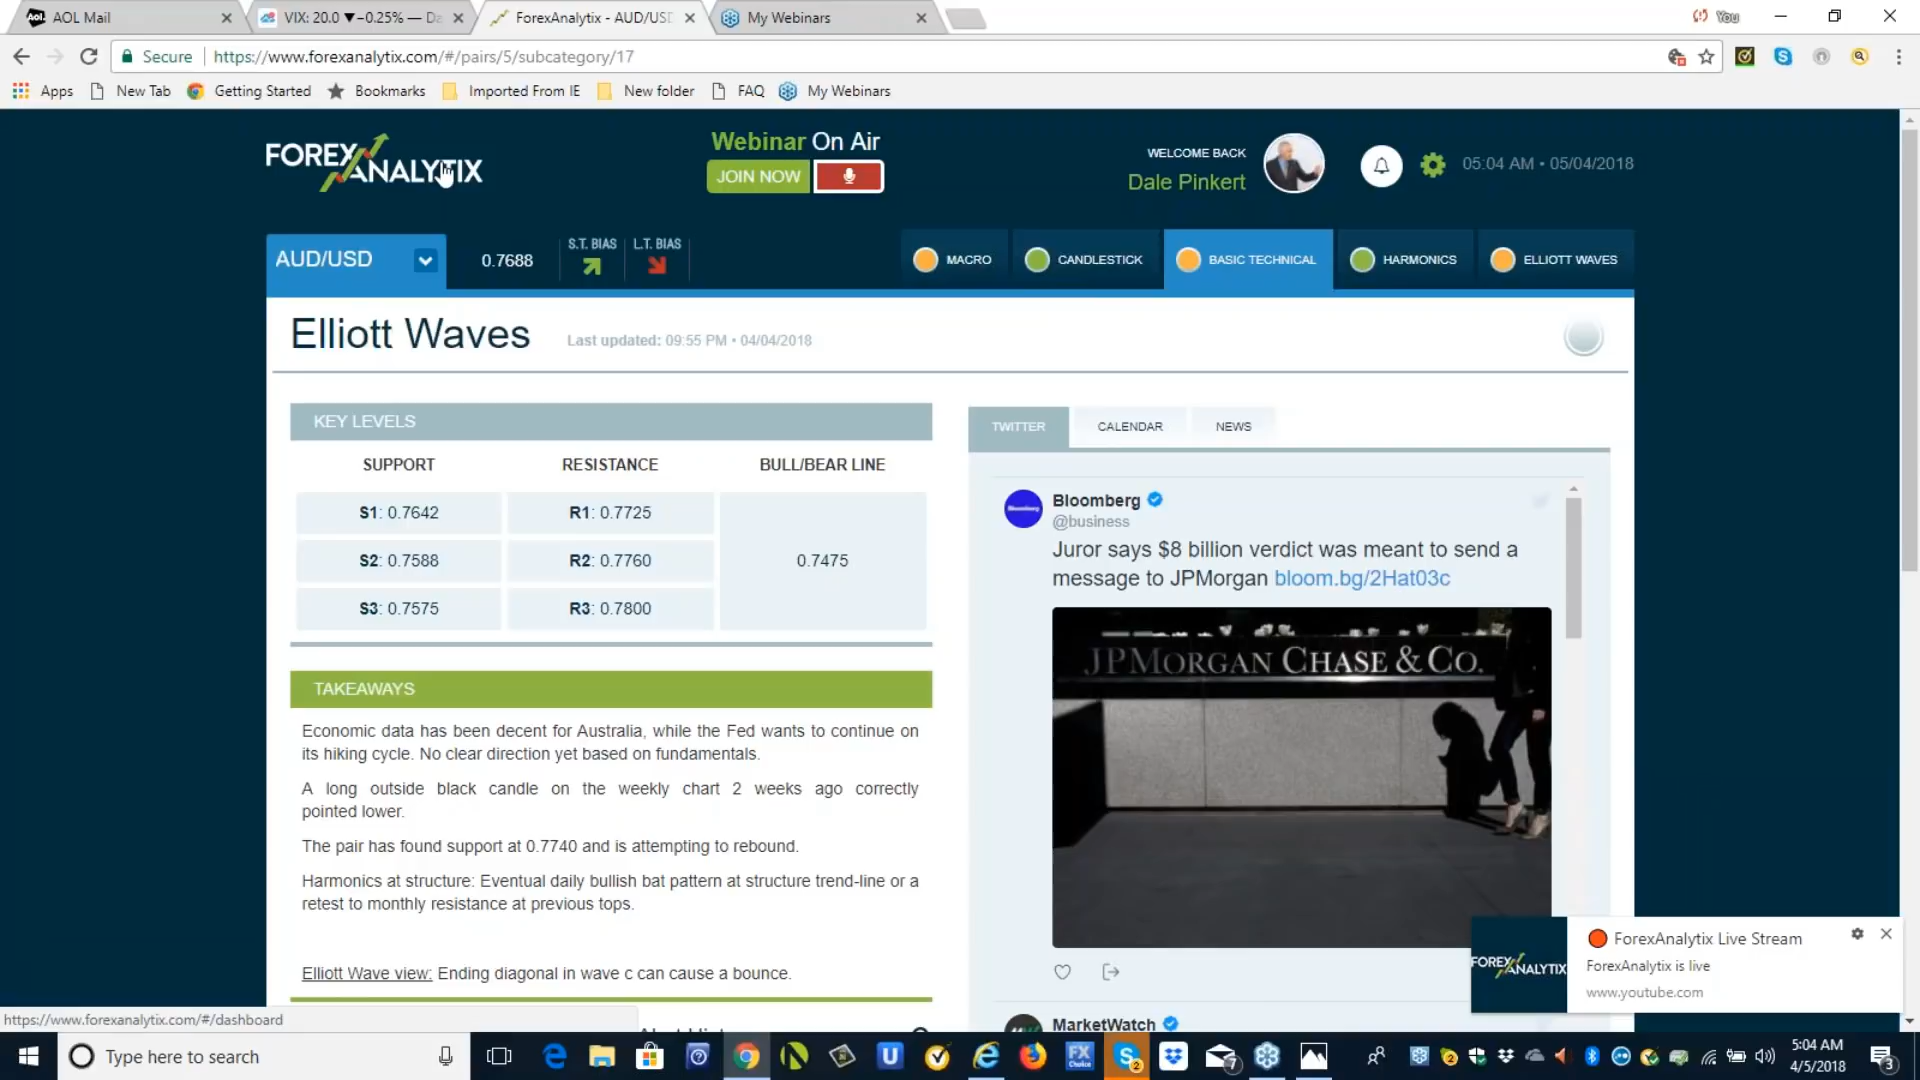 AOL Mail
VIX: 20.0 ▼−0.25% — Da
ForexAnalytix - AUD/USD
My Webinars
You
Secure
https://www.forexanalytix.com/#/pairs/5/subcategory/17
Apps
New Tab
Getting Started
Bookmarks
Imported From IE
New folder
FAQ
My Webinars
FOREX ANALYTIX
Webinar On Air
JOIN NOW
WELCOME BACK
Dale Pinkert
05:04 AM • 05/04/2018
AUD/USD
0.7688
S.T. BIAS
L.T. BIAS
MACRO
CANDLESTICK
BASIC TECHNICAL
HARMONICS
ELLIOTT WAVES
Elliott Waves
Last updated: 09:55 PM • 04/04/2018
KEY LEVELS
SUPPORT RESISTANCE BULL/BEAR LINE
S1: 0.7642 R1: 0.7725
S2: 0.7588 R2: 0.7760 0.7475
S3: 0.7575 R3: 0.7800
TAKEAWAYS
Economic data has been decent for Australia, while the Fed wants to continue on
its hiking cycle. No clear direction yet based on fundamentals.
A long outside black candle on the weekly chart 2 weeks ago correctly
pointed lower.
The pair has found support at 0.7740 and is attempting to rebound.
Harmonics at structure: Eventual daily bullish bat pattern at structure trend-line or a
retest to monthly resistance at previous tops.
Elliott Wave view: Ending diagonal in wave c can cause a bounce.
TWITTER
CALENDAR
NEWS
Bloomberg
@business
Juror says $8 billion verdict was meant to send a
message to JPMorgan bloom.bg/2Hat03c
JPMORGAN CHASE & CO.
MarketWatch
FOREX ANALYTIX
ForexAnalytix Live Stream
ForexAnalytix is live
www.youtube.com
https://www.forexanalytix.com/#/dashboard
Type here to search
FX
Choice
2
7
2
5:04 AM
4/5/2018
3